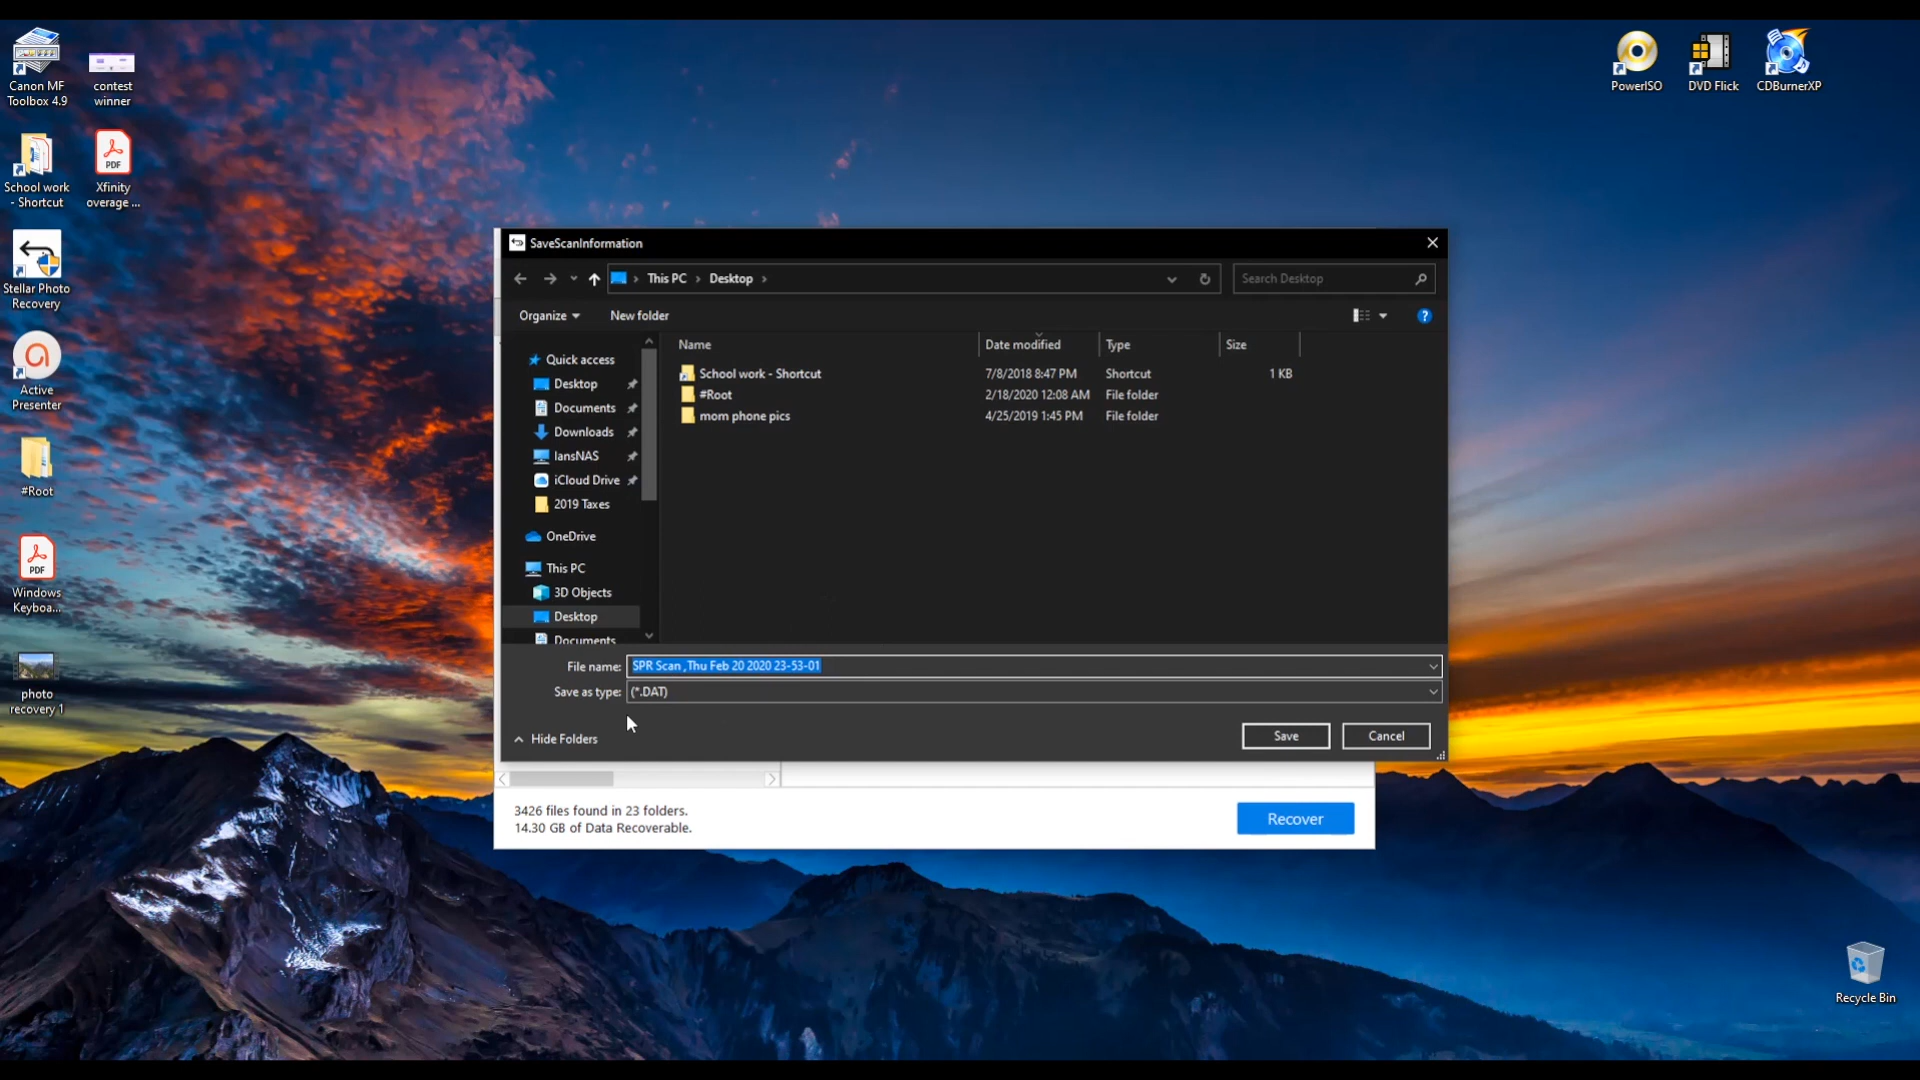 Canon MF
Toolbox 4.9
contest
winner
School work
- Shortcut
PDF
Xfinity
overage ...
Stellar Photo
Recovery
Active
Presenter
#Root
PDF
Windows
Keyboa...
photo
recovery 1
PowerISO
DVD Flick
CDBurnerXP
SaveScanInformation
This PC
Desktop
Search Desktop
Organize
New folder
Quick access
Desktop
Documents
Downloads
IansNAS
iCloud Drive
2019 Taxes
OneDrive
This PC
3D Objects
Desktop
Documents
Name Date modified Type Size
School work - Shortcut 7/8/2018 8:47 PM Shortcut 1 KB
#Root 2/18/2020 12:08 AM File folder
mom phone pics 4/25/2019 1:45 PM File folder
File name: SPR Scan ,Thu Feb 20 2020 23-53-01
Save as type: (*.DAT)
Hide Folders
Save
Cancel
3426 files found in 23 folders.
14.30 GB of Data Recoverable.
Recover
Recycle Bin